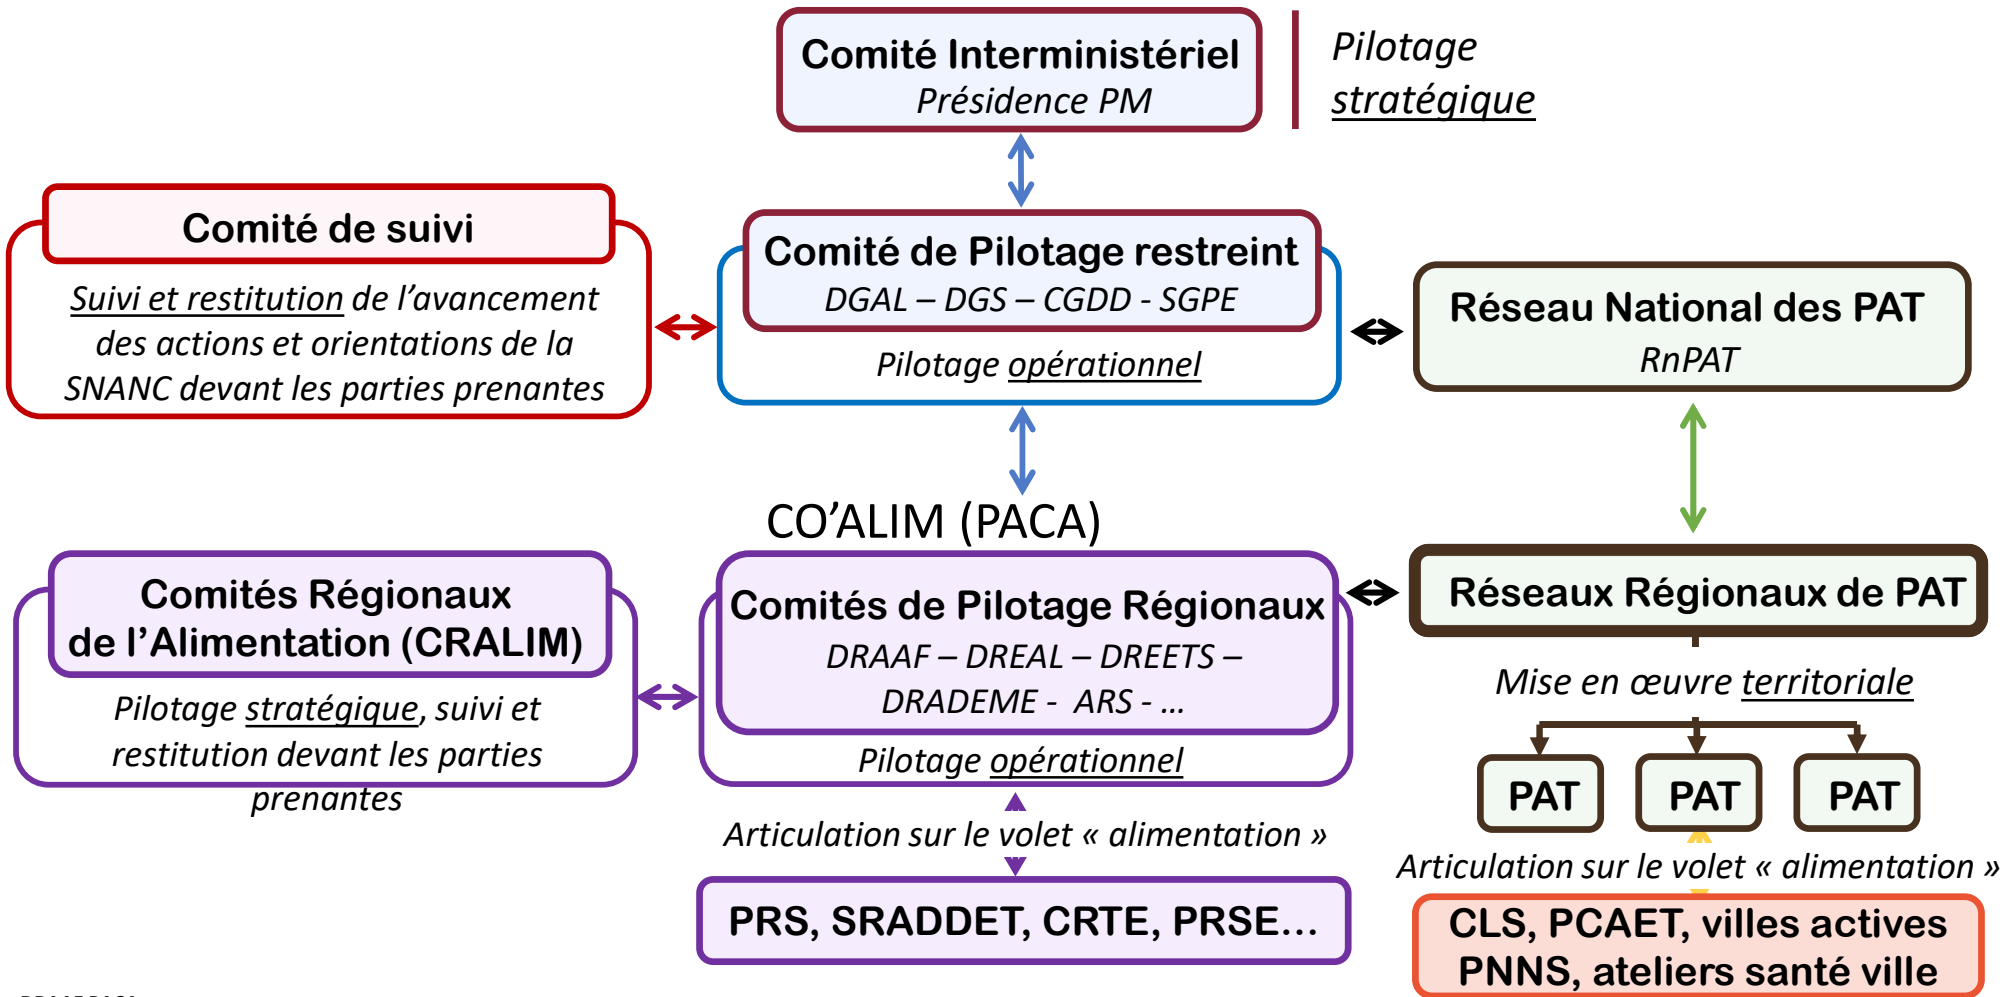 Comité Interministériel
Présidence PM
Pilotage
stratégique
Comité de suivi
Suivi et restitution de l’avancement
des actions et orientations de la
SNANC devant les parties prenantes
Comité de Pilotage restreint
DGAL – DGS – CGDD - SGPE
Pilotage opérationnel
Réseau National des PAT
RnPAT
CO’ALIM (PACA)
Comités Régionaux
de l’Alimentation (CRALIM)
Pilotage stratégique, suivi et
restitution devant les parties
prenantes
Comités de Pilotage Régionaux
DRAAF – DREAL – DREETS –
DRADEME - ARS - ...
Pilotage opérationnel
Articulation sur le volet « alimentation »
PRS, SRADDET, CRTE, PRSE...
Réseaux Régionaux de PAT
Mise en œuvre territoriale
PAT
PAT
PAT
Articulation sur le volet « alimentation »
CLS, PCAET, villes actives
PNNS, ateliers santé ville